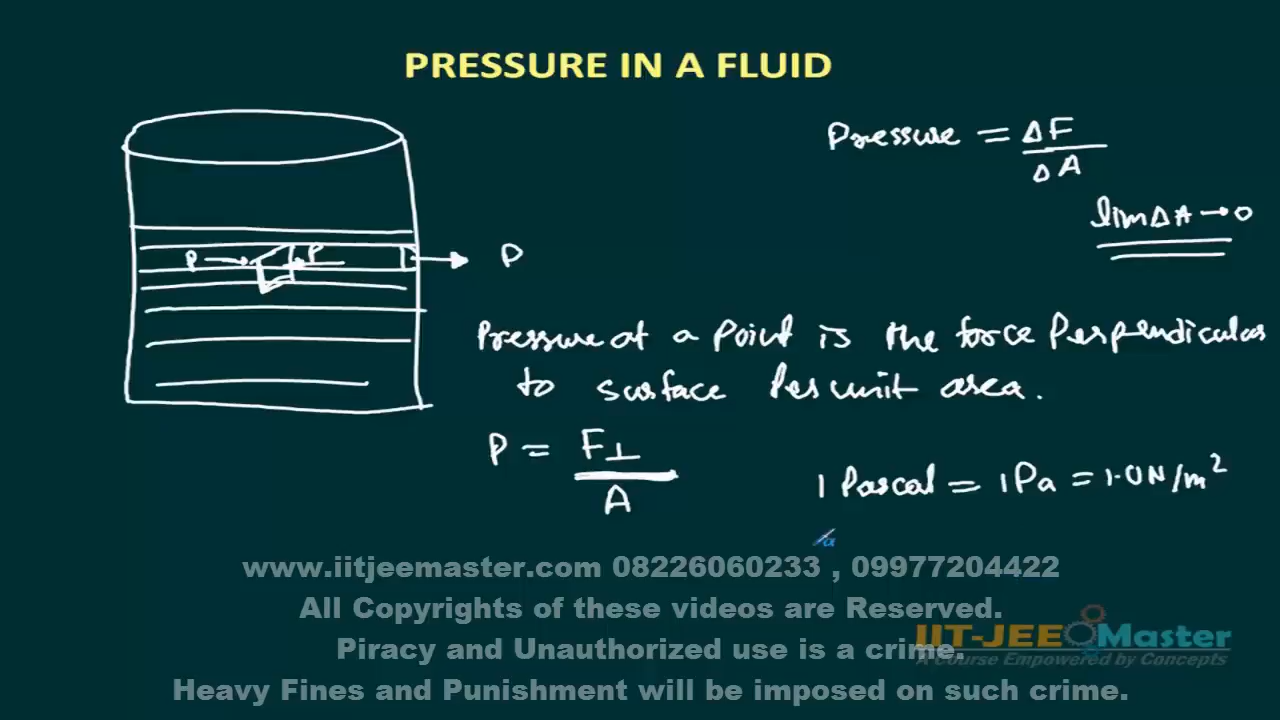 PRESSURE IN A FLUID
Pressure = ΔF
ΔA
lim ΔA → 0
P
P
P
Pressure at a point is the force Perpendicular
to surface Per unit area.
P = F⊥
A
1 Pascal = 1 Pa = 1.0 N/m²
www.iitjeemaster.com 08226060233 , 09977204422
All Copyrights of these videos are Reserved.
IIT-JEE Master
Piracy and Unauthorized use is a crime.
A Course Empowered by Concepts
Heavy Fines and Punishment will be imposed on such crime.